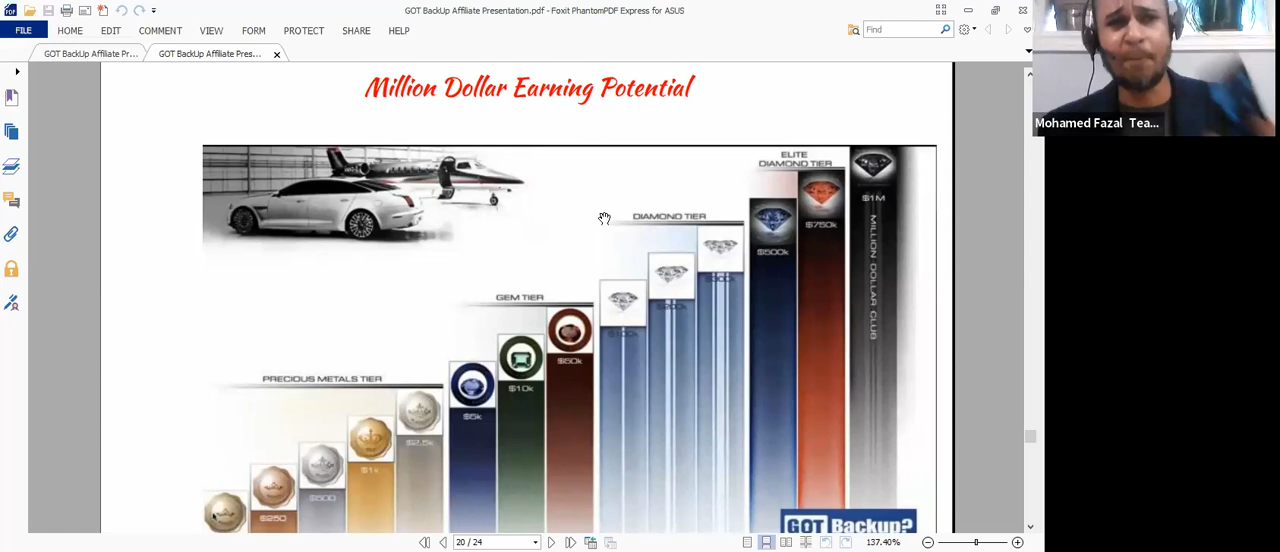 GOT BackUp Affiliate Presentation.pdf - Foxit PhantomPDF Express for ASUS
FILE HOME EDIT COMMENT VIEW FORM PROTECT SHARE HELP
Find
GOT BackUp Affiliate Pr... GOT BackUp Affiliate Pres...
Million Dollar Earning Potential
Mohamed Fazal Tea...
ELITE
DIAMOND TIER
$1M
$750k
DIAMOND TIER
$500k
MILLION DOLLAR CLUB
GEM TIER
$50k
$10k
$5k
PRECIOUS METALS TIER
$2.5k
$1k
$500
$250
GOT Backup?
20 / 24
137.40%